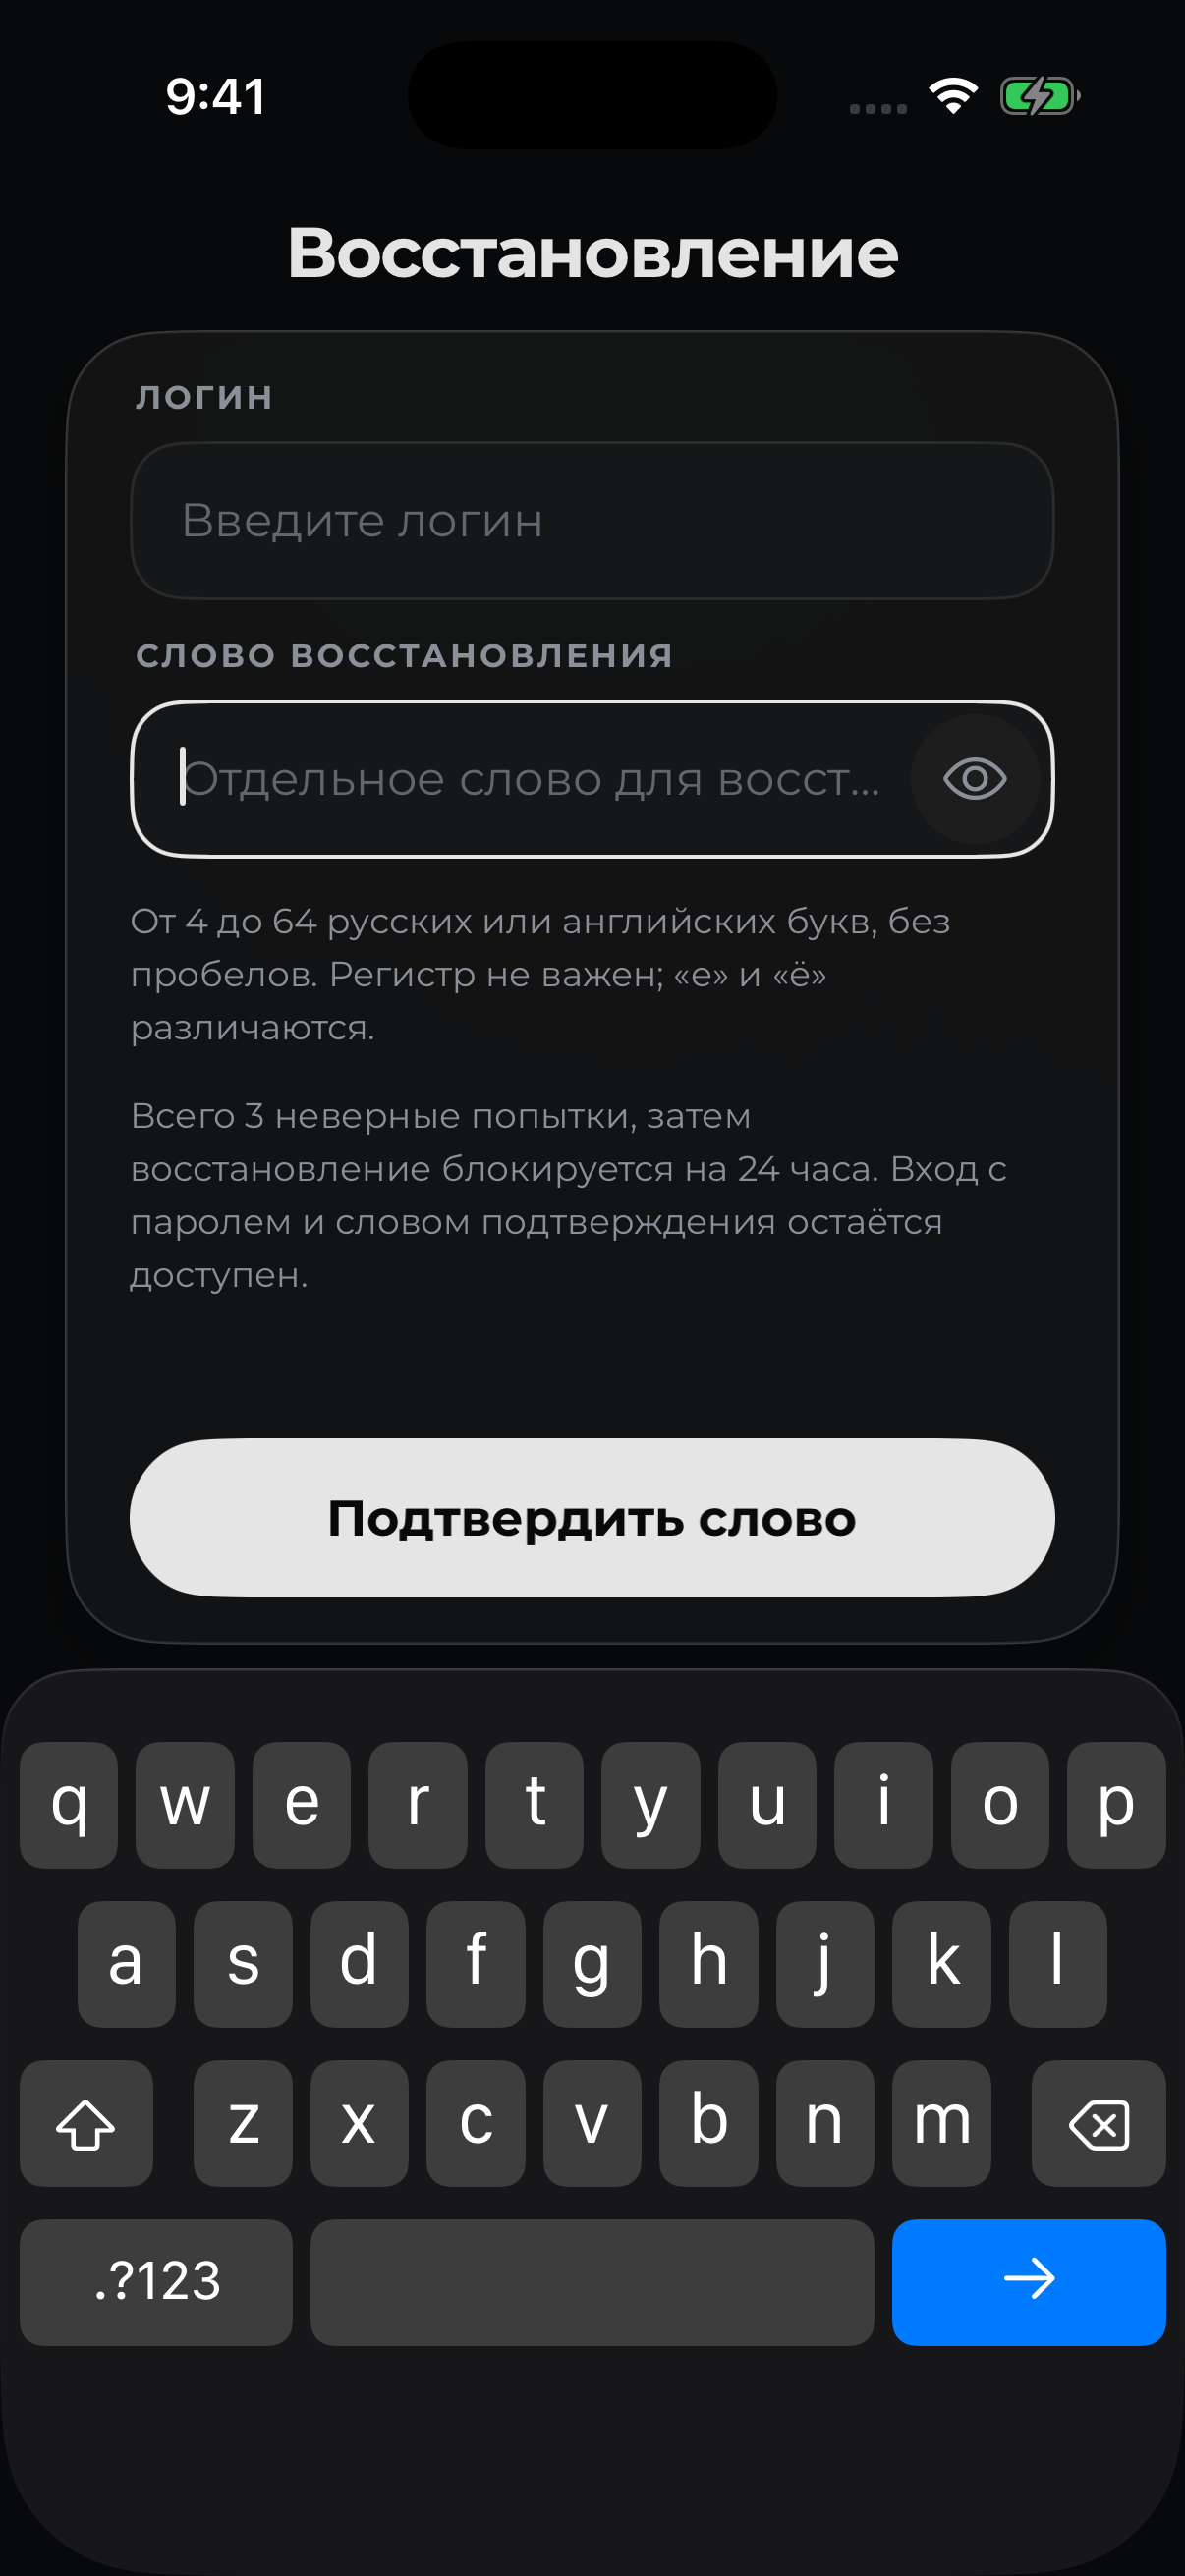 9:41
Восстановление
ЛОГИН
Введите логин
СЛОВО ВОССТАНОВЛЕНИЯ
Отдельное слово для восст...
От 4 до 64 русских или английских букв, без
пробелов. Регистр не важен; «е» и «ё»
различаются.
Всего 3 неверные попытки, затем
восстановление блокируется на 24 часа. Вход с
паролем и словом подтверждения остаётся
доступен.
Подтвердить слово
q w e r t y u i o p
a s d f g h j k l
z x c v b n m
.?123